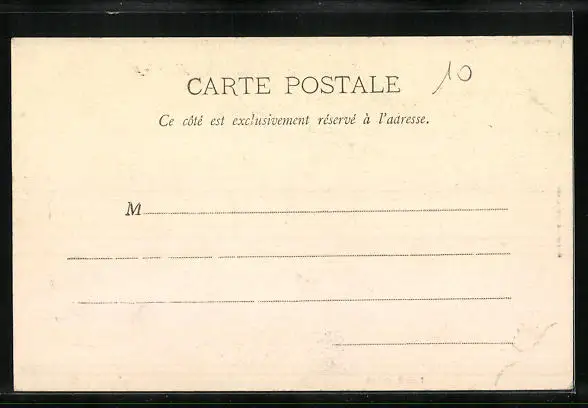 CARTE POSTALE 10
Ce côté est exclusivement réservé à l'adresse.
M